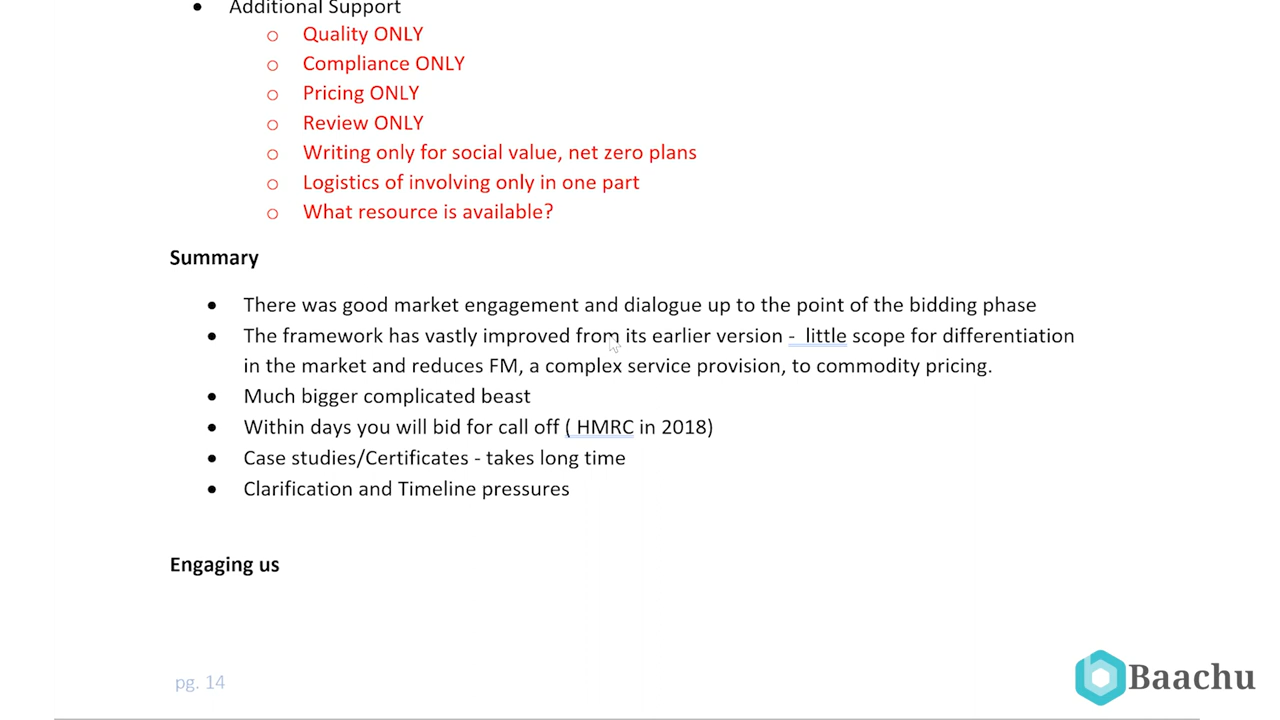 Additional Support
Quality ONLY
Compliance ONLY
Pricing ONLY
Review ONLY
Writing only for social value, net zero plans
Logistics of involving only in one part
What resource is available?
Summary
There was good market engagement and dialogue up to the point of the bidding phase
The framework has vastly improved from its earlier version -  little scope for differentiation
in the market and reduces FM, a complex service provision, to commodity pricing.
Much bigger complicated beast
Within days you will bid for call off ( HMRC in 2018)
Case studies/Certificates - takes long time
Clarification and Timeline pressures
Engaging us
pg. 14
Baachu